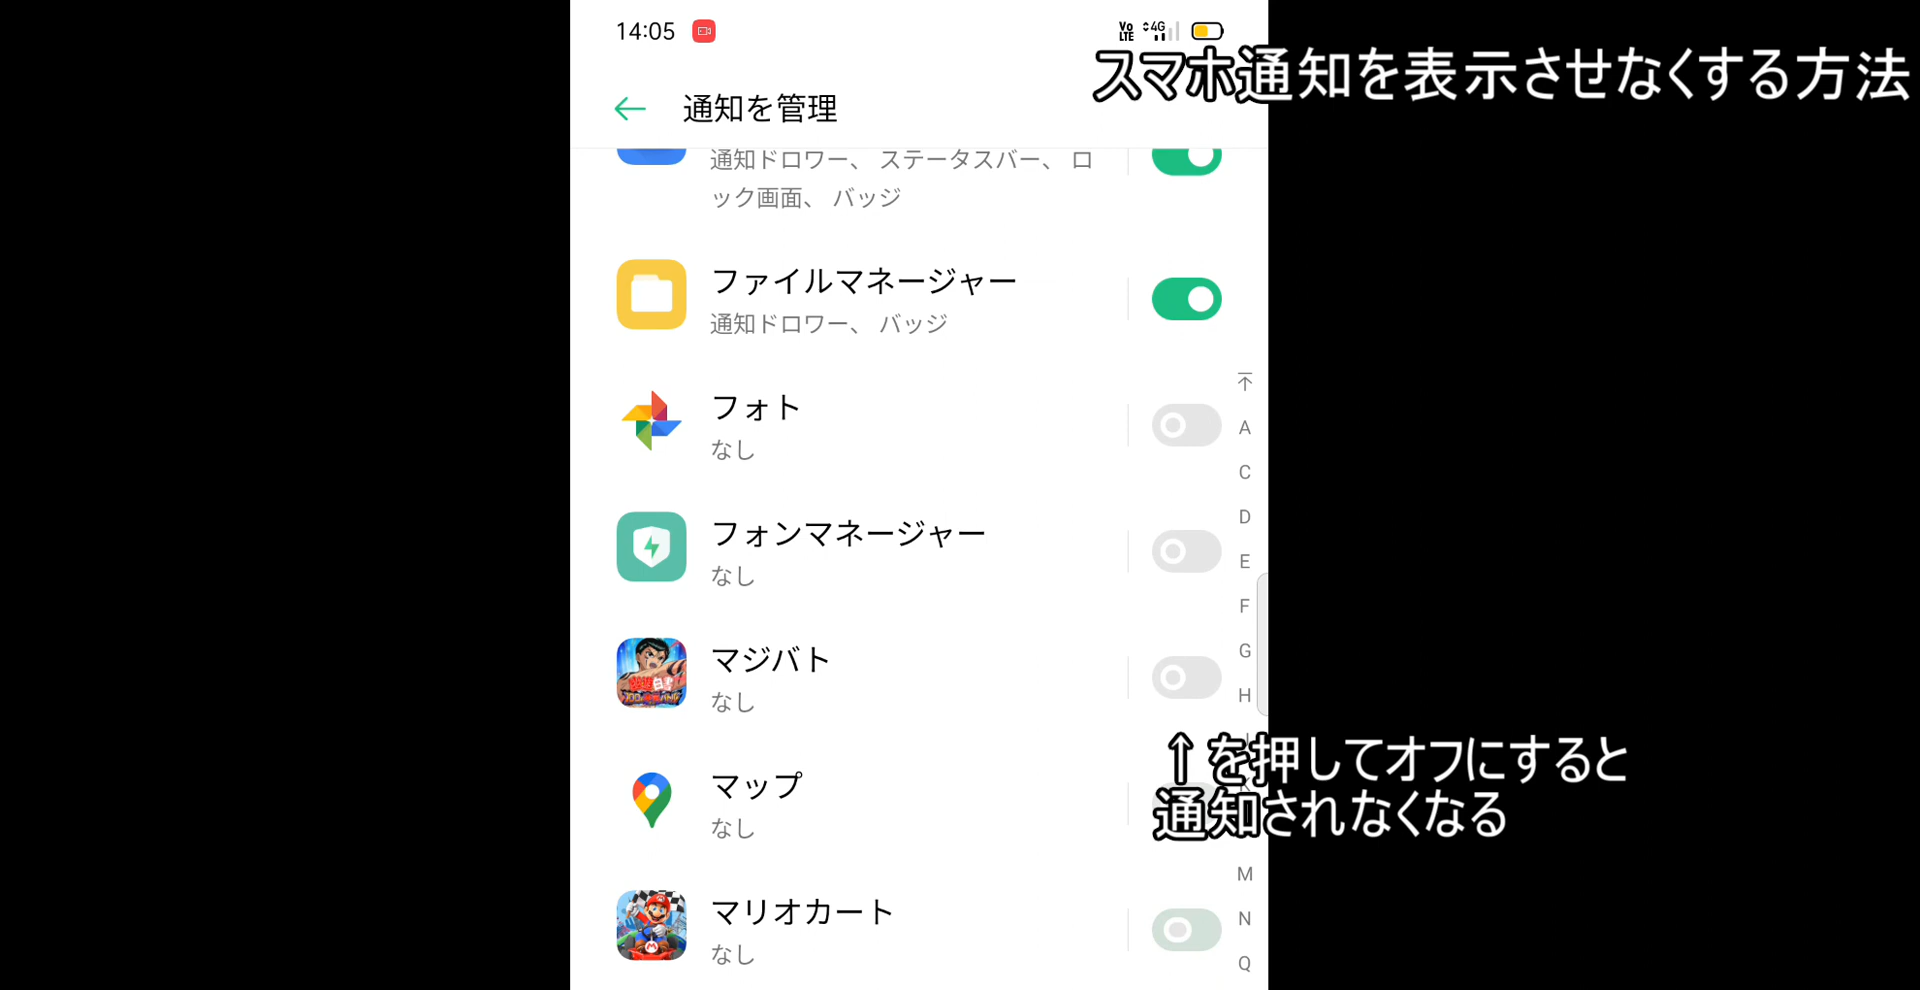 14:05
Vo LTE 4G
スマホ通知を表示させなくする方法
通知を管理
通知ドロワー、 ステータスバー、 ロ
ック画面、 バッジ
ファイルマネージャー
通知ドロワー、 バッジ
フォト
なし
フォンマネージャー
なし
マジバト
なし
↑を押してオフにすると
通知されなくなる
マップ
なし
マリオカート
なし
A
C
D
E
F
G
H
K
M
N
Q